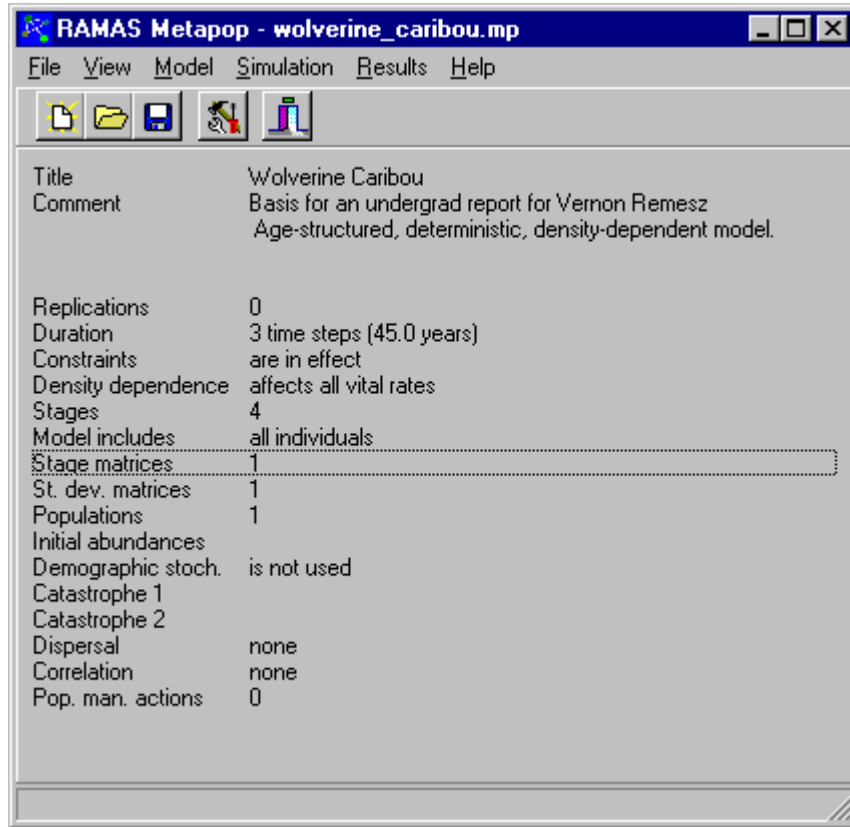 RAMAS Metapop - wolverine_caribou.mp
File View Model Simulation Results Help
Title Wolverine Caribou
Comment Basis for an undergrad report for Vernon Remesz
Age-structured, deterministic, density-dependent model.
Replications 0
Duration 3 time steps (45.0 years)
Constraints are in effect
Density dependence affects all vital rates
Stages 4
Model includes all individuals
Stage matrices 1
St. dev. matrices 1
Populations 1
Initial abundances
Demographic stoch. is not used
Catastrophe 1
Catastrophe 2
Dispersal none
Correlation none
Pop. man. actions 0